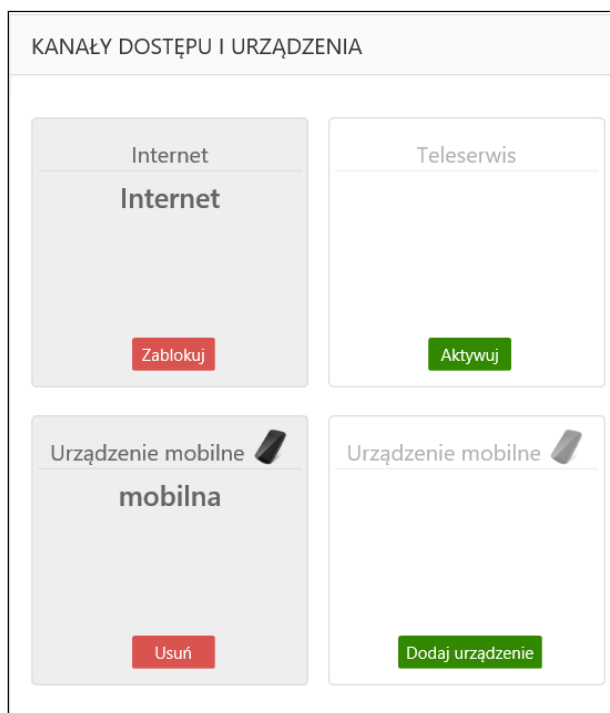 KANAŁY DOSTĘPU I URZĄDZENIA
Internet
Internet
Zablokuj
Teleserwis
Aktywuj
Urządzenie mobilne
mobilna
Usuń
Urządzenie mobilne
Dodaj urządzenie